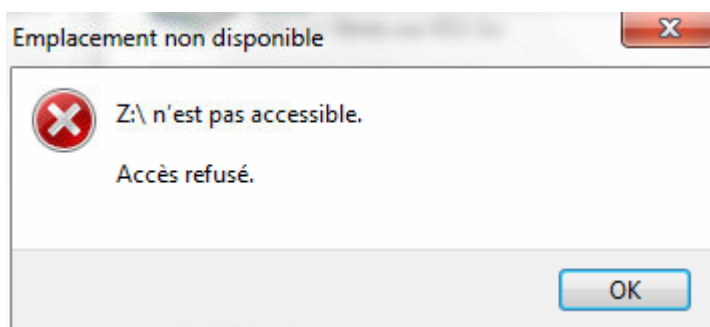 Emplacement non disponible
Z:\ n'est pas accessible.
Accès refusé.
OK